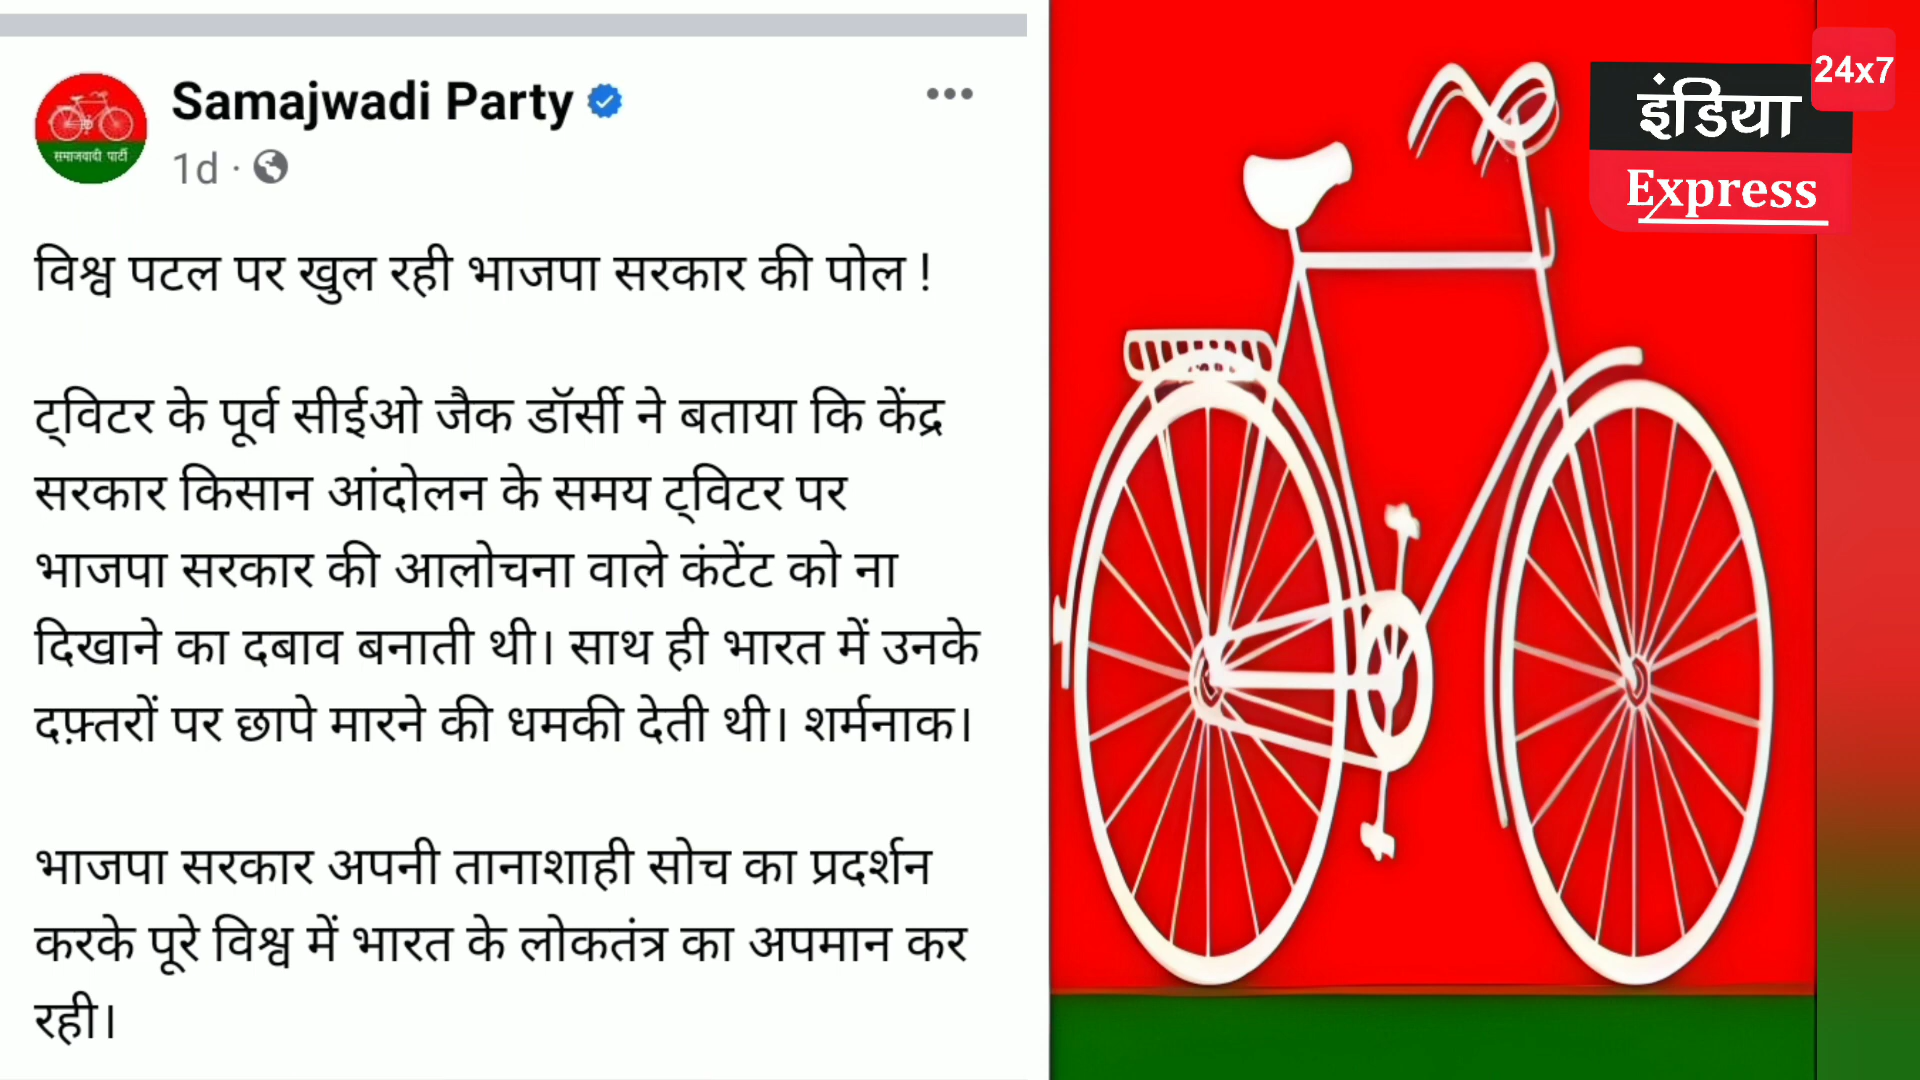 Samajwadi Party
1d ·
समाजवादी पार्टी
विश्व पटल पर खुल रही भाजपा सरकार की पोल !
ट्विटर के पूर्व सीईओ जैक डॉर्सी ने बताया कि केंद्र
सरकार किसान आंदोलन के समय ट्विटर पर
भाजपा सरकार की आलोचना वाले कंटेंट को ना
दिखाने का दबाव बनाती थी। साथ ही भारत में उनके
दफ़्तरों पर छापे मारने की धमकी देती थी। शर्मनाक।
भाजपा सरकार अपनी तानाशाही सोच का प्रदर्शन
करके पूरे विश्व में भारत के लोकतंत्र का अपमान कर
रही।
24x7
इंडिया
Express